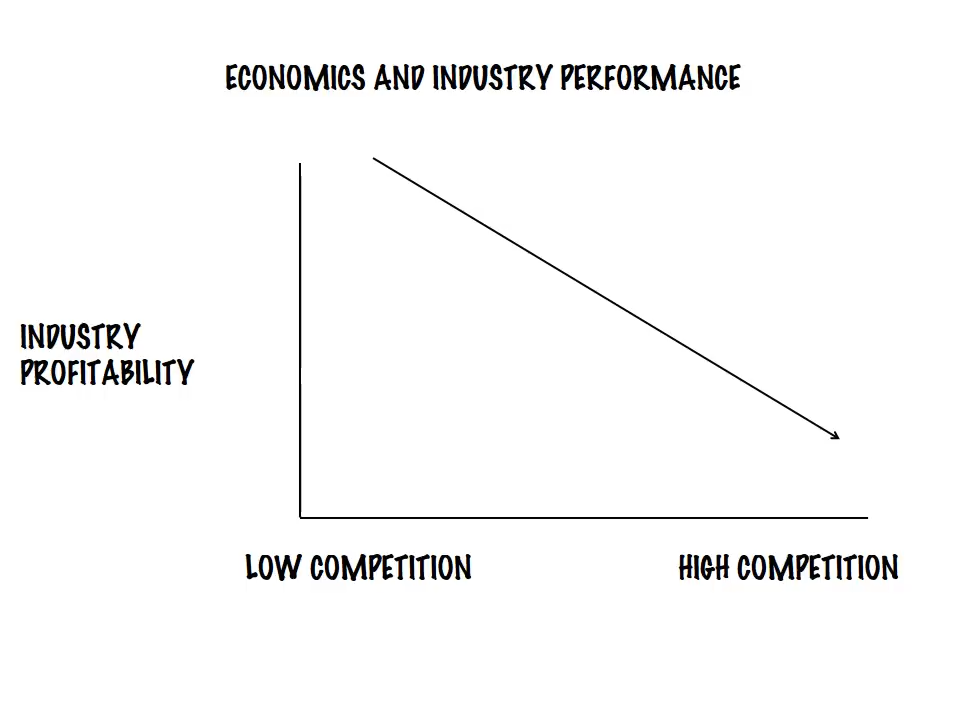 ECONOMICS AND INDUSTRY PERFORMANCE
INDUSTRY
PROFITABILITY
LOW COMPETITION
HIGH COMPETITION